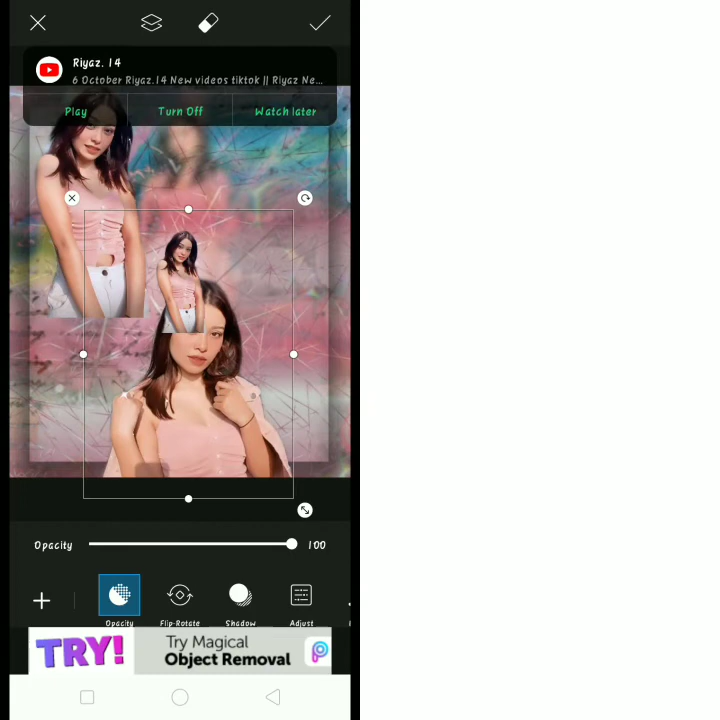 Riyaz. 14
6 October Riyaz.14 New videos tiktok || Riyaz Ne...
Play Turn Off Watch later
Opacity 100
Opacity Flip-Rotate Shadow Adjust
TRY! Try Magical
Object Removal